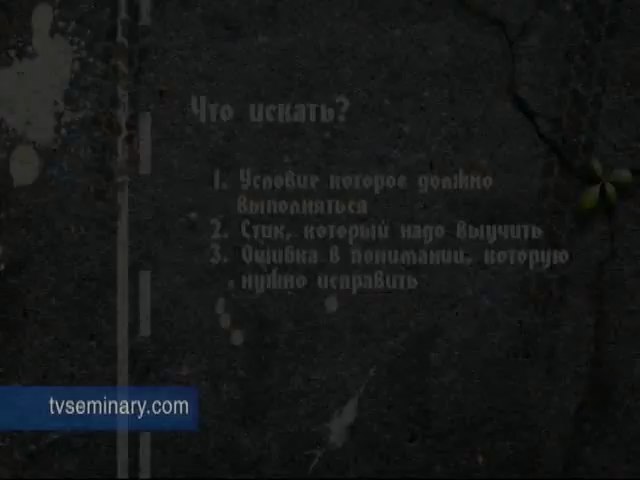 Что искать?
1. Условие которое должно
выполняться
2. Стих, который надо выучить
3. Ошибка в понимании, которую
нужно исправить
tvseminary.com